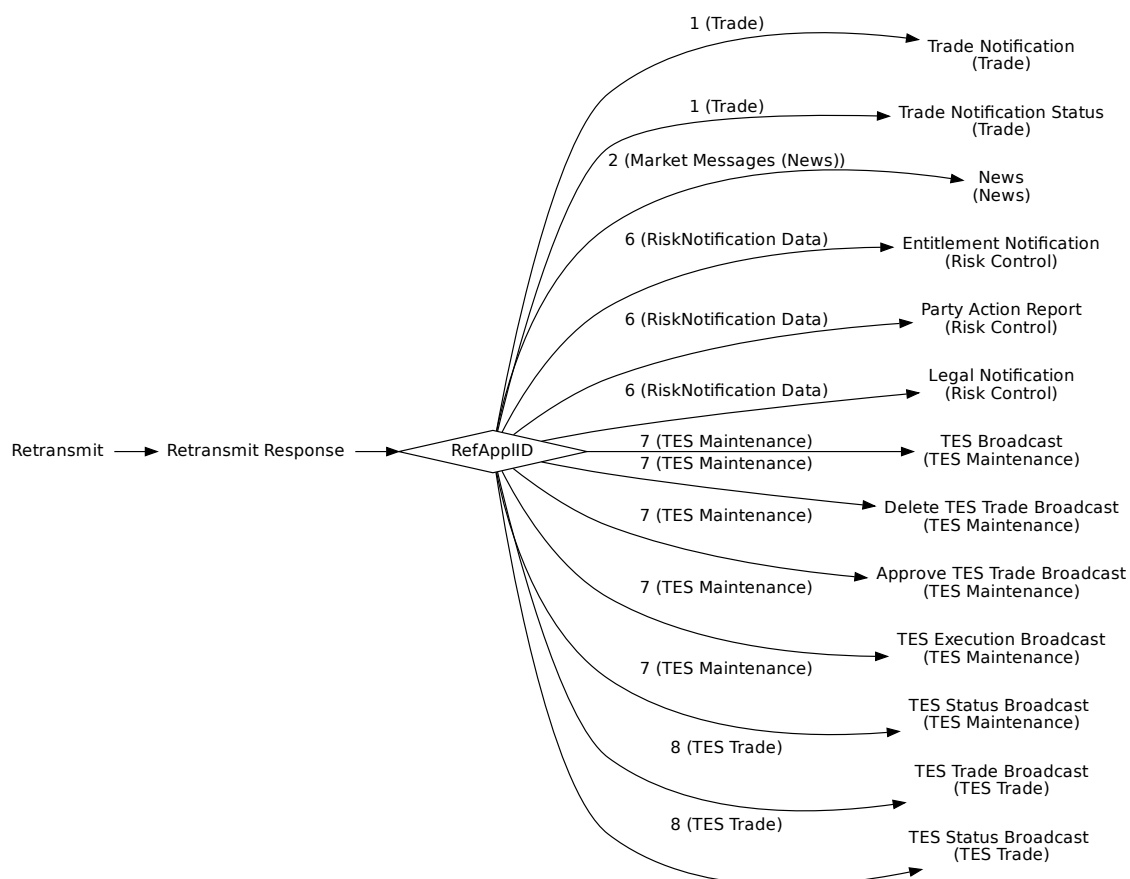 1 (Trade)
Trade Notification
(Trade)
1 (Trade)
Trade Notification Status
(Trade)
2 (Market Messages (News))
News
(News)
6 (RiskNotification Data)
Entitlement Notification
(Risk Control)
6 (RiskNotification Data)
Party Action Report
(Risk Control)
6 (RiskNotification Data)
Legal Notification
(Risk Control)
Retransmit
Retransmit Response
RefApplID
7 (TES Maintenance)
TES Broadcast
(TES Maintenance)
7 (TES Maintenance)
Delete TES Trade Broadcast
(TES Maintenance)
7 (TES Maintenance)
Approve TES Trade Broadcast
(TES Maintenance)
7 (TES Maintenance)
TES Execution Broadcast
(TES Maintenance)
7 (TES Maintenance)
TES Status Broadcast
(TES Maintenance)
8 (TES Trade)
TES Trade Broadcast
(TES Trade)
8 (TES Trade)
TES Status Broadcast
(TES Trade)